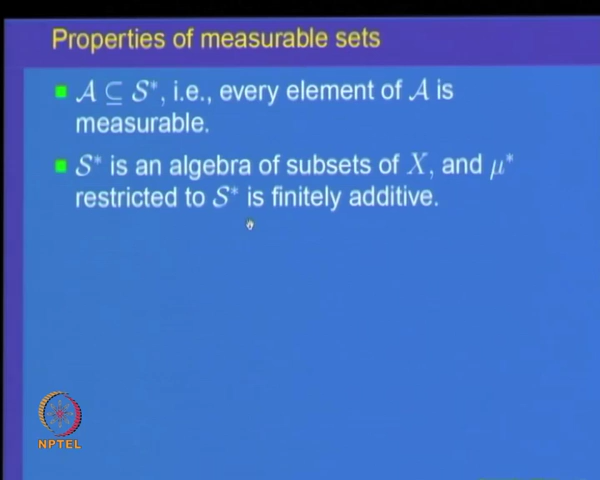 Properties of measurable sets
𝒜 ⊆ 𝒮*, i.e., every element of 𝒜 is
measurable.
𝒮* is an algebra of subsets of X, and μ*
restricted to 𝒮* is finitely additive.
NPTEL